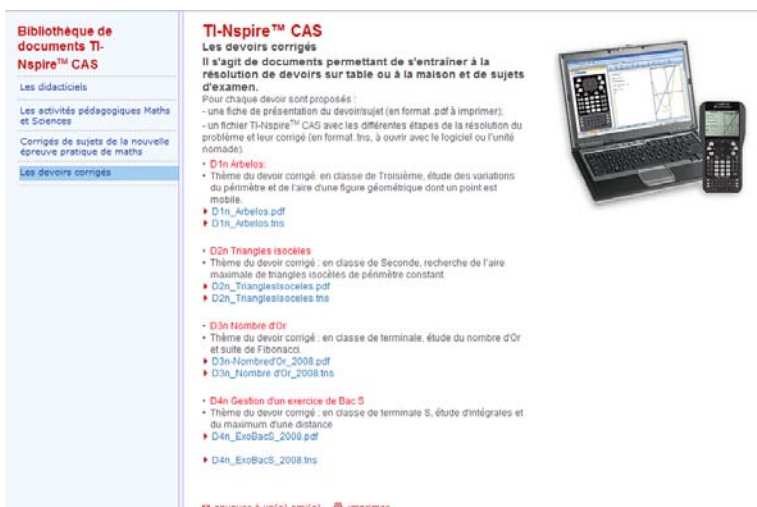 Bibliothèque de
documents TI-
Nspire™ CAS
Les didacticiels
Les activités pédagogiques Maths
et Sciences
Corrigés de sujets de la nouvelle
épreuve pratique de maths
Les devoirs corrigés
TI-Nspire™ CAS
Les devoirs corrigés
Il s'agit de documents permettant de s'entraîner à la
résolution de devoirs sur table ou à la maison et de sujets
d'examen.
Pour chaque devoir sont proposés :
- une fiche de présentation du devoir/sujet (en format .pdf à imprimer);
- un fichier TI-Nspire™ CAS avec les différentes étapes de la résolution du
problème et leur corrigé (en format .tns, à ouvrir avec le logiciel ou l'unité
nomade).
• D1n Arbelos:
• Thème du devoir corrigé: en classe de Troisième, étude des variations
du périmètre et de l'aire d'une figure géométrique dont un point est
mobile.
D1n_Arbelos.pdf
D1n_Arbelos.tns
• D2n Triangles isocèles
• Thème du devoir corrigé : en classe de Seconde, recherche de l'aire
maximale de triangles isocèles de périmètre constant.
D2n_TrianglesIsoceles.pdf
D2n_TrianglesIsoceles.tns
• D3n Nombre d'Or
• Thème du devoir corrigé : en classe de terminale, étude du nombre d'Or
et suite de Fibonacci.
D3n-Nombred'Or_2008.pdf
D3n_Nombre d'Or_2008.tns
• D4n Gestion d'un exercice de Bac S
• Thème du devoir corrigé : en classe de terminale S, étude d'intégrales et
du maximum d'une distance
D4n_ExoBacS_2008.pdf
D4n_ExoBacS_2008.tns